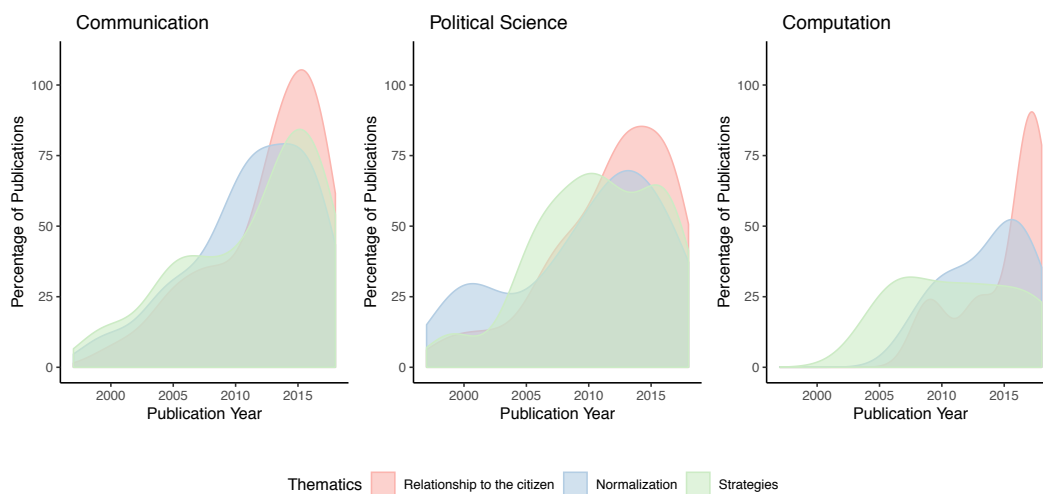 Communication
Political Science
Computation
Percentage of Publications
100
75
50
25
0
2000 2005 2010 2015
Publication Year
Percentage of Publications
100
75
50
25
0
2000 2005 2010 2015
Publication Year
Percentage of Publications
100
75
50
25
0
2000 2005 2010 2015
Publication Year
Thematics Relationship to the citizen Normalization Strategies